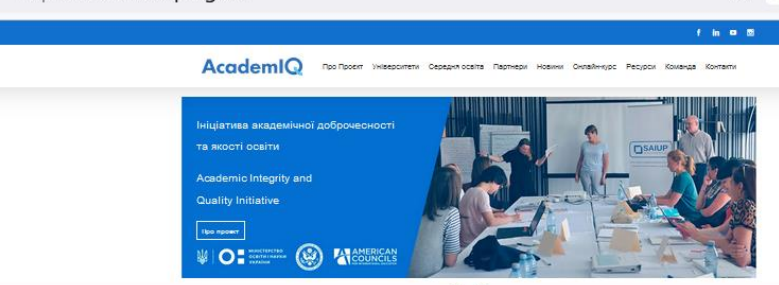 AcademIQ
Про Проєкт Університети Середня освіта Партнери Новини Онлайн-курс Ресурси Команда Контакти
Ініціатива академічної доброчесності
та якості освіти
Academic Integrity and
Quality Initiative
Про проект
МІНІСТЕРСТВО
ОСВІТИ І НАУКИ
УКРАЇНИ
AMERICAN
COUNCILS
SAIUP